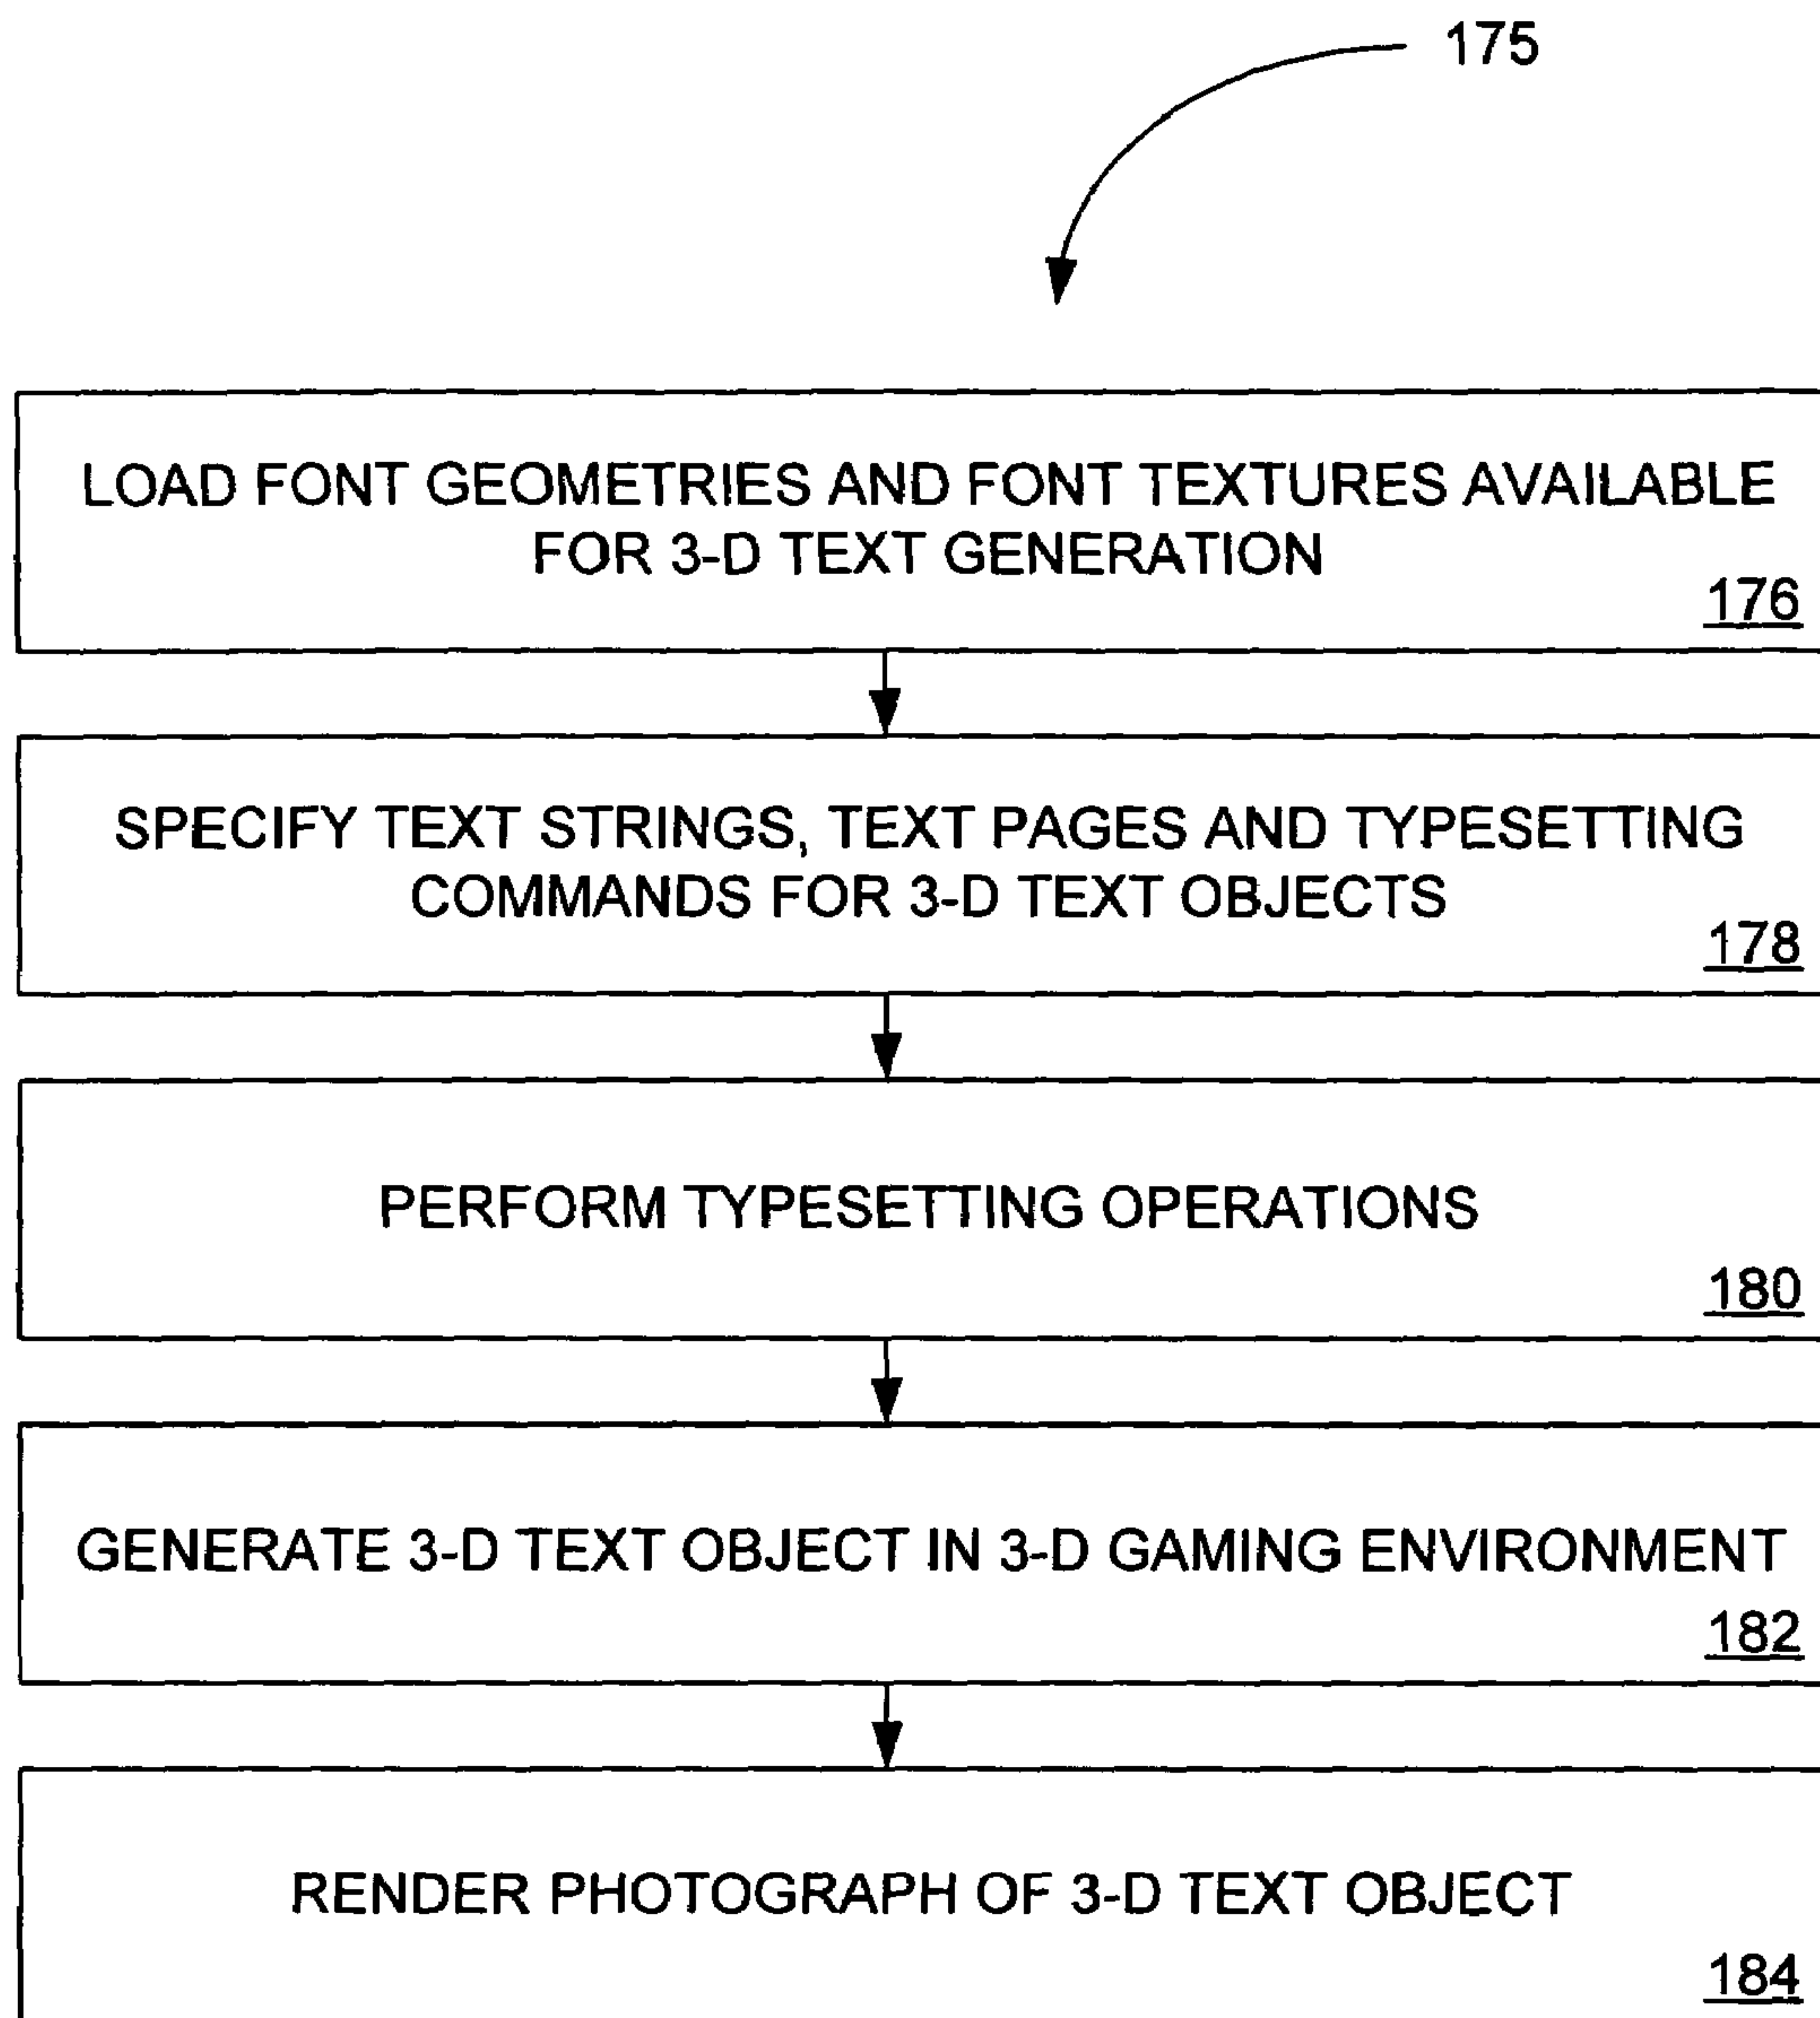 175
LOAD FONT GEOMETRIES AND FONT TEXTURES AVAILABLE
FOR 3-D TEXT GENERATION
176
SPECIFY TEXT STRINGS, TEXT PAGES AND TYPESETTING
COMMANDS FOR 3-D TEXT OBJECTS
178
PERFORM TYPESETTING OPERATIONS
180
GENERATE 3-D TEXT OBJECT IN 3-D GAMING ENVIRONMENT
182
RENDER PHOTOGRAPH OF 3-D TEXT OBJECT
184